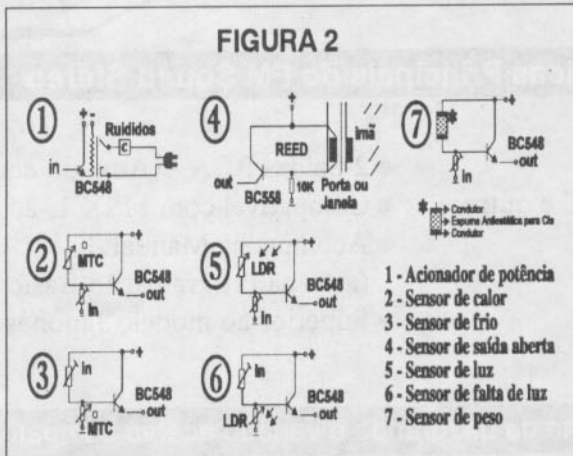 FIGURA 2
1
+ -
Ruididos
C
in
BC548
4
+
REED
imã
out
BC558
10K
Porta ou
Janela
7
*
+
BC548
out
in
* Condutor
Espuma Antiestática para CIs
Condutor
2
MTC
+
BC548
out
in
5
LDR
+
BC548
out
in
3
in
+
BC548
out
MTC
6
in
+
BC548
out
LDR
1 - Acionador de potência
2 - Sensor de calor
3 - Sensor de frio
4 - Sensor de saída aberta
5 - Sensor de luz
6 - Sensor de falta de luz
7 - Sensor de peso